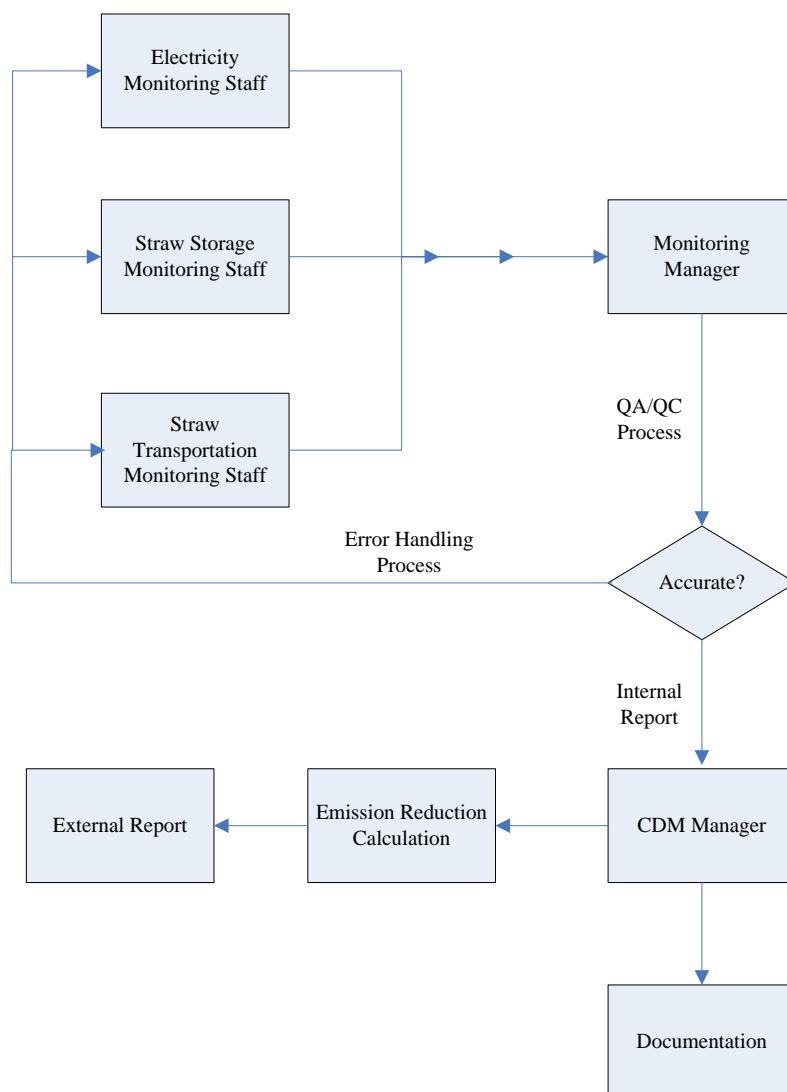 Electricity
Monitoring Staff
Straw Storage
Monitoring Staff
Monitoring
Manager
Straw
Transportation
Monitoring Staff
QA/QC
Process
Error Handling
Process
Accurate?
Internal
Report
External Report
Emission Reduction
Calculation
CDM Manager
Documentation